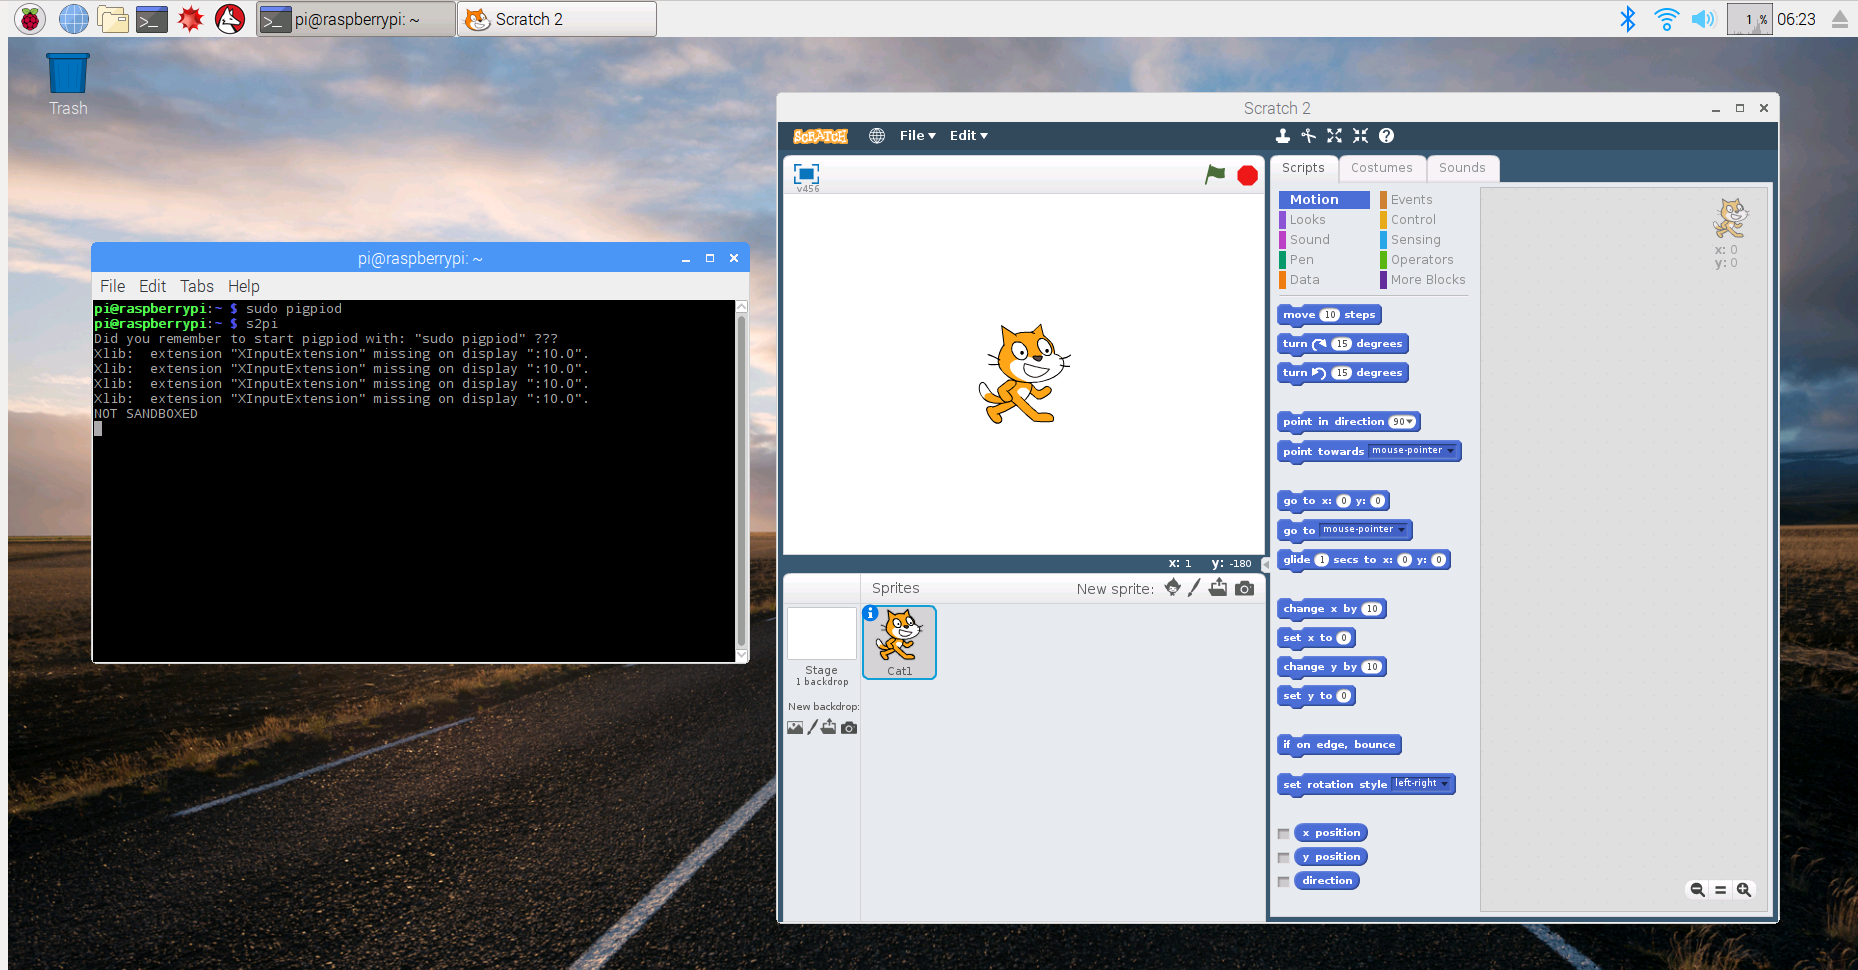 pi@raspberrypi: ~
Scratch 2
1 %
06:23
Trash
pi@raspberrypi: ~
File Edit Tabs Help
pi@raspberrypi:~ $ sudo pigpiod
pi@raspberrypi:~ $ s2pi
Did you remember to start pigpiod with: "sudo pigpiod" ???
Xlib:  extension "XInputExtension" missing on display ":10.0".
Xlib:  extension "XInputExtension" missing on display ":10.0".
Xlib:  extension "XInputExtension" missing on display ":10.0".
Xlib:  extension "XInputExtension" missing on display ":10.0".
NOT SANDBOXED
Scratch 2
SCRATCH
File ▾ Edit ▾
v456
x: 1 y: -180
Sprites
New sprite:
Stage
1 backdrop
New backdrop:
Cat1
Scripts Costumes Sounds
Motion Events
Looks Control
Sound Sensing
Pen Operators
Data More Blocks
move 10 steps
turn 15 degrees
turn 15 degrees
point in direction 90▾
point towards mouse-pointer
go to x: 0 y: 0
go to mouse-pointer
glide 1 secs to x: 0 y: 0
change x by 10
set x to 0
change y by 10
set y to 0
if on edge, bounce
set rotation style left-right
x position
y position
direction
x: 0
y: 0